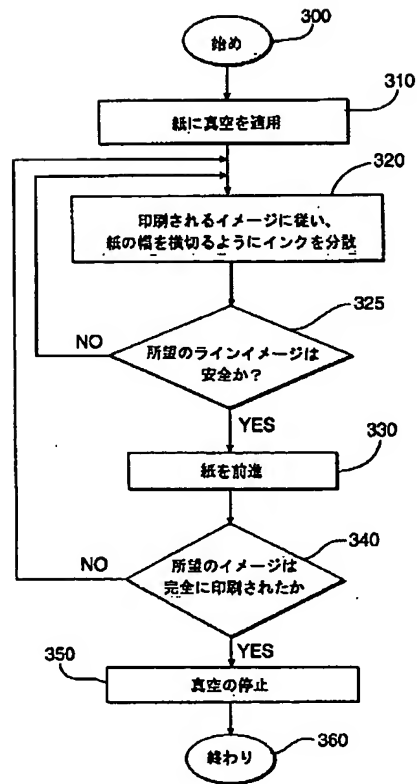 始め
300
310
紙に真空を適用
320
印刷されるイメージに従い、
紙の幅を横切るようにインクを分散
325
所望のラインイメージは
安全か？
NO
YES
330
紙を前進
340
所望のイメージは
完全に印刷されたか
NO
YES
350
真空の停止
360
終わり